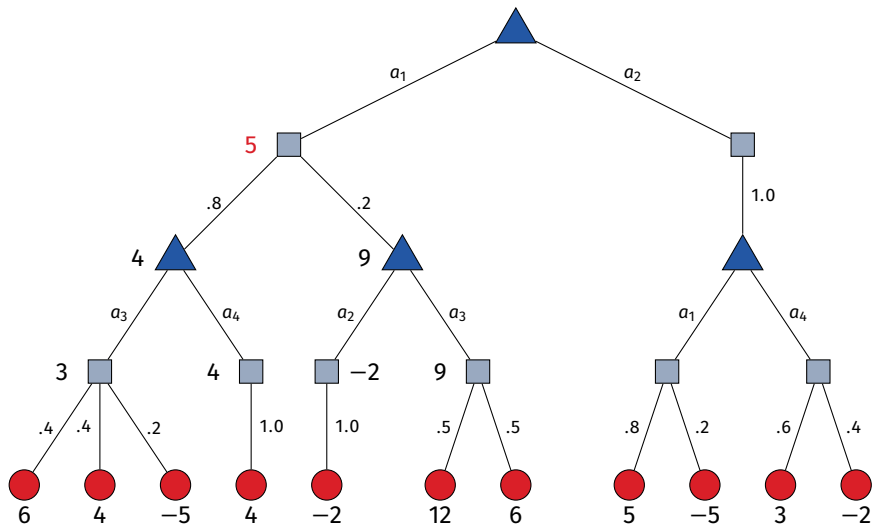 a₁ a₂
5
.8 .2 1.0
4 9
a₃ a₄ a₂ a₃ a₁ a₄
3 4 −2 9
.4 .4 .2 1.0 1.0 .5 .5 .8 .2 .6 .4
6 4 −5 4 −2 12 6 5 −5 3 −2